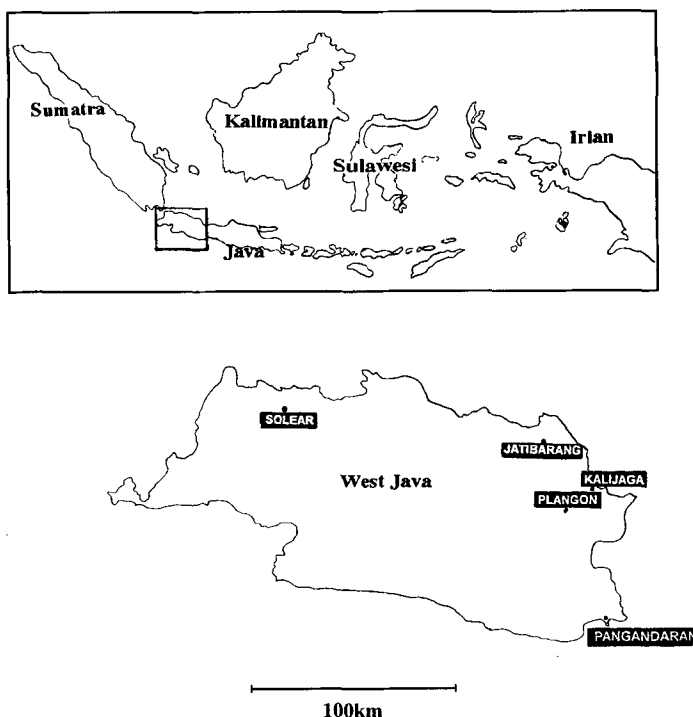 Sumatra
Kalimantan
Irian
Sulawesi
Java
SOLEAR
JATIBARANG
West Java
KALIJAGA
PLANGON
PANGANDARAN
100km